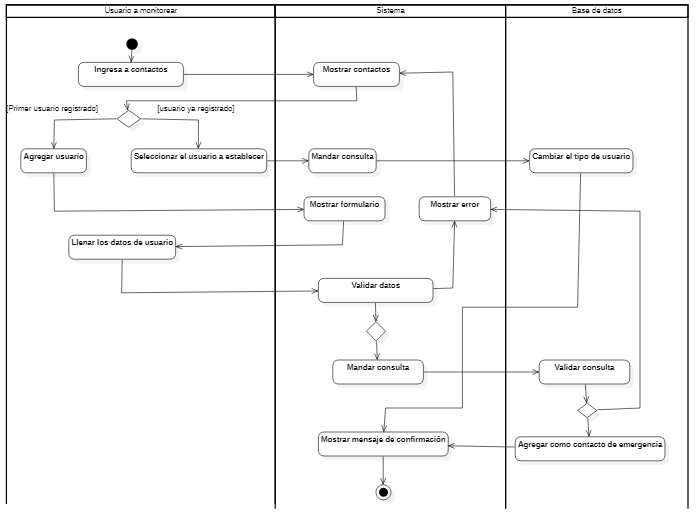 Usuario a monitorear
Sistema
Base de datos
Ingresa a contactos
Mostrar contactos
[Primer usuario registrado]
[usuario ya registrado]
Agregar usuario
Seleccionar el usuario a establecer
Mandar consulta
Cambiar el tipo de usuario
Mostrar formulario
Mostrar error
Llenar los datos de usuario
Validar datos
Mandar consulta
Validar consulta
Mostrar mensaje de confirmación
Agregar como contacto de emergencia